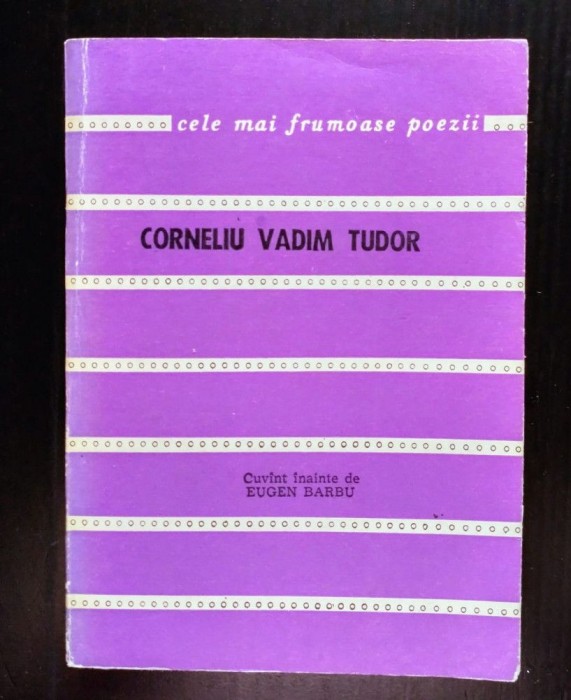 cele mai frumoase poezii
CORNELIU VADIM TUDOR
Cuvînt înainte de
EUGEN BARBU